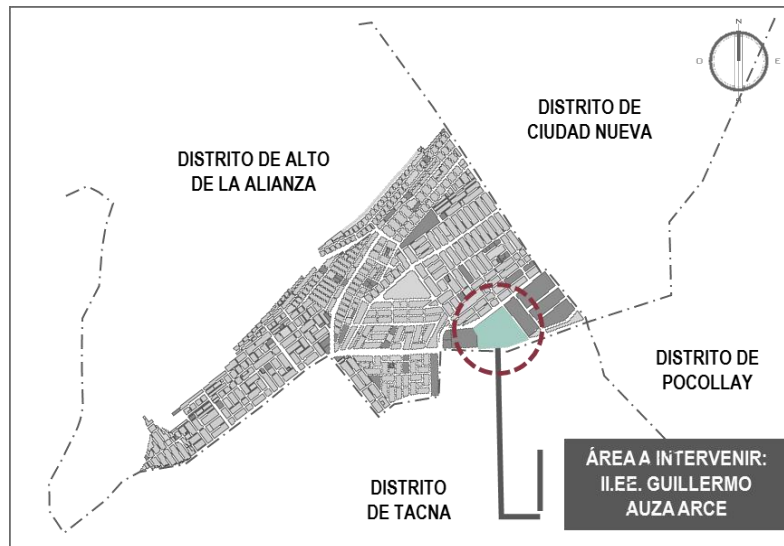 N
O
E
DISTRITO DE
CIUDAD NUEVA
DISTRITO DE ALTO
DE LA ALIANZA
DISTRITO DE
POCOLLAY
DISTRITO
DE TACNA
ÁREA A INTERVENIR:
II.EE. GUILLERMO
AUZA ARCE